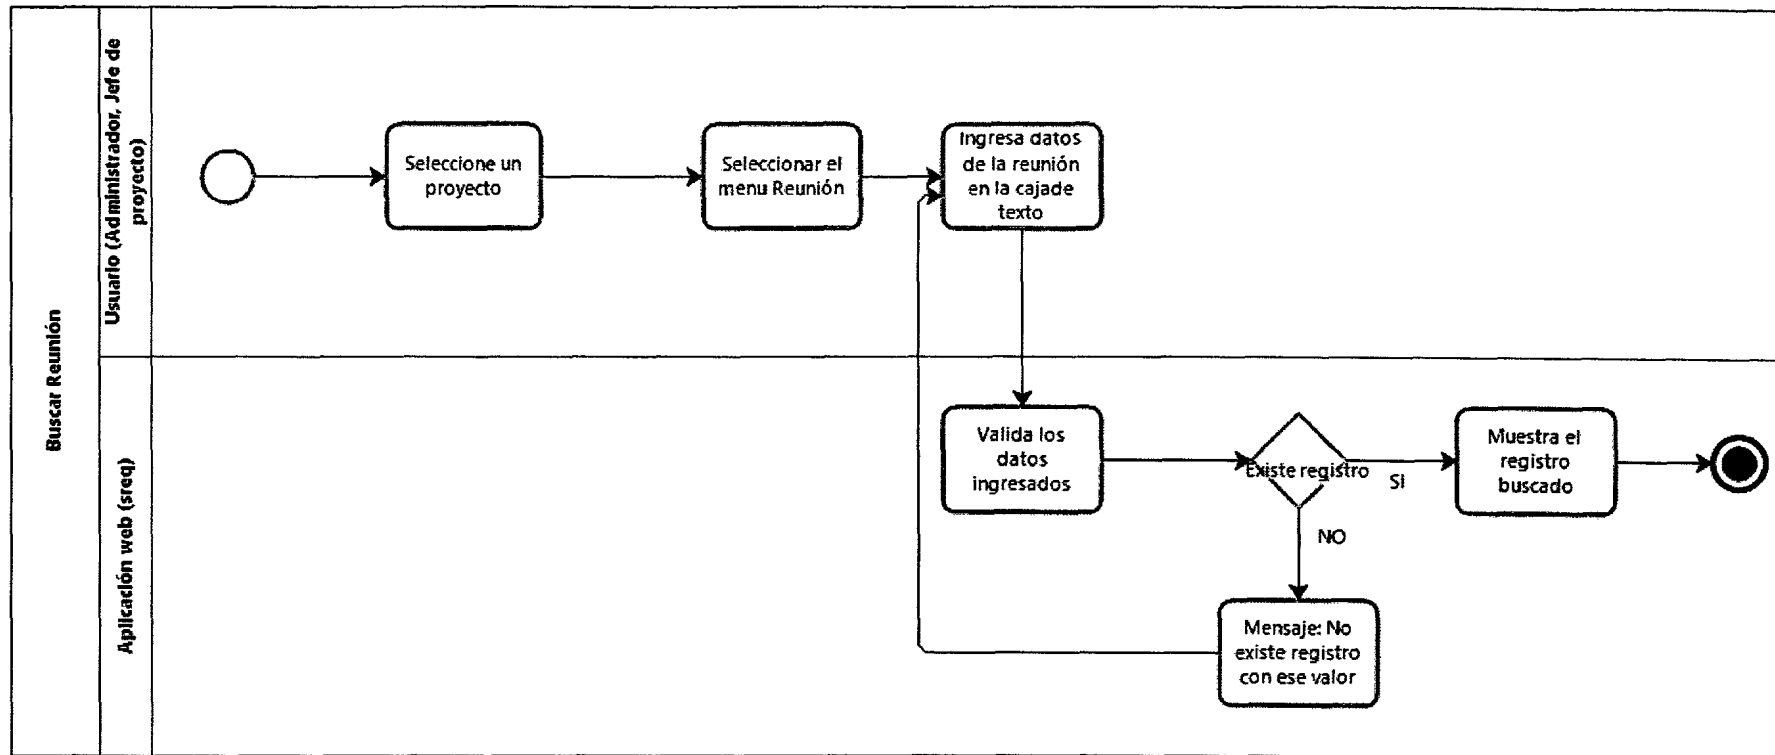 Buscar Reunión
Usuario (Administrador, Jefe de
proyecto)
Seleccione un
proyecto
Seleccionar el
menu Reunión
Ingresa datos
de la reunión
en la cajade
texto
Aplicación web (sreq)
Valida los
datos
ingresados
Existe registro
SI
Muestra el
registro
buscado
NO
Mensaje: No
existe registro
con ese valor